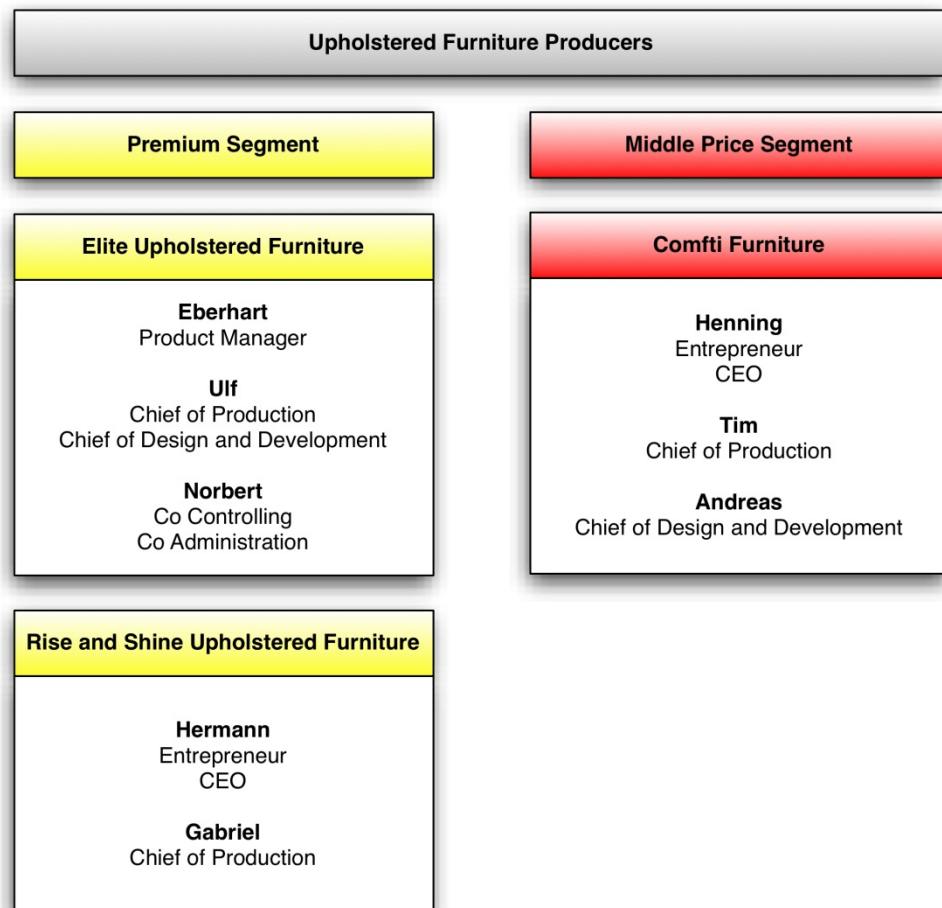 Upholstered Furniture Producers
Premium Segment
Elite Upholstered Furniture
Eberhart
Product Manager
Ulf
Chief of Production
Chief of Design and Development
Norbert
Co Controlling
Co Administration
Rise and Shine Upholstered Furniture
Hermann
Entrepreneur
CEO
Gabriel
Chief of Production
Middle Price Segment
Comfti Furniture
Henning
Entrepreneur
CEO
Tim
Chief of Production
Andreas
Chief of Design and Development